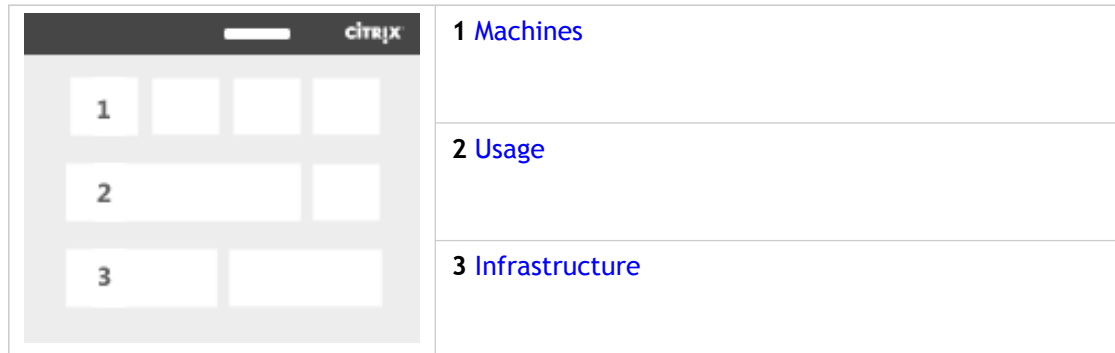 CITRIX
1
2
3
1 Machines
2 Usage
3 Infrastructure